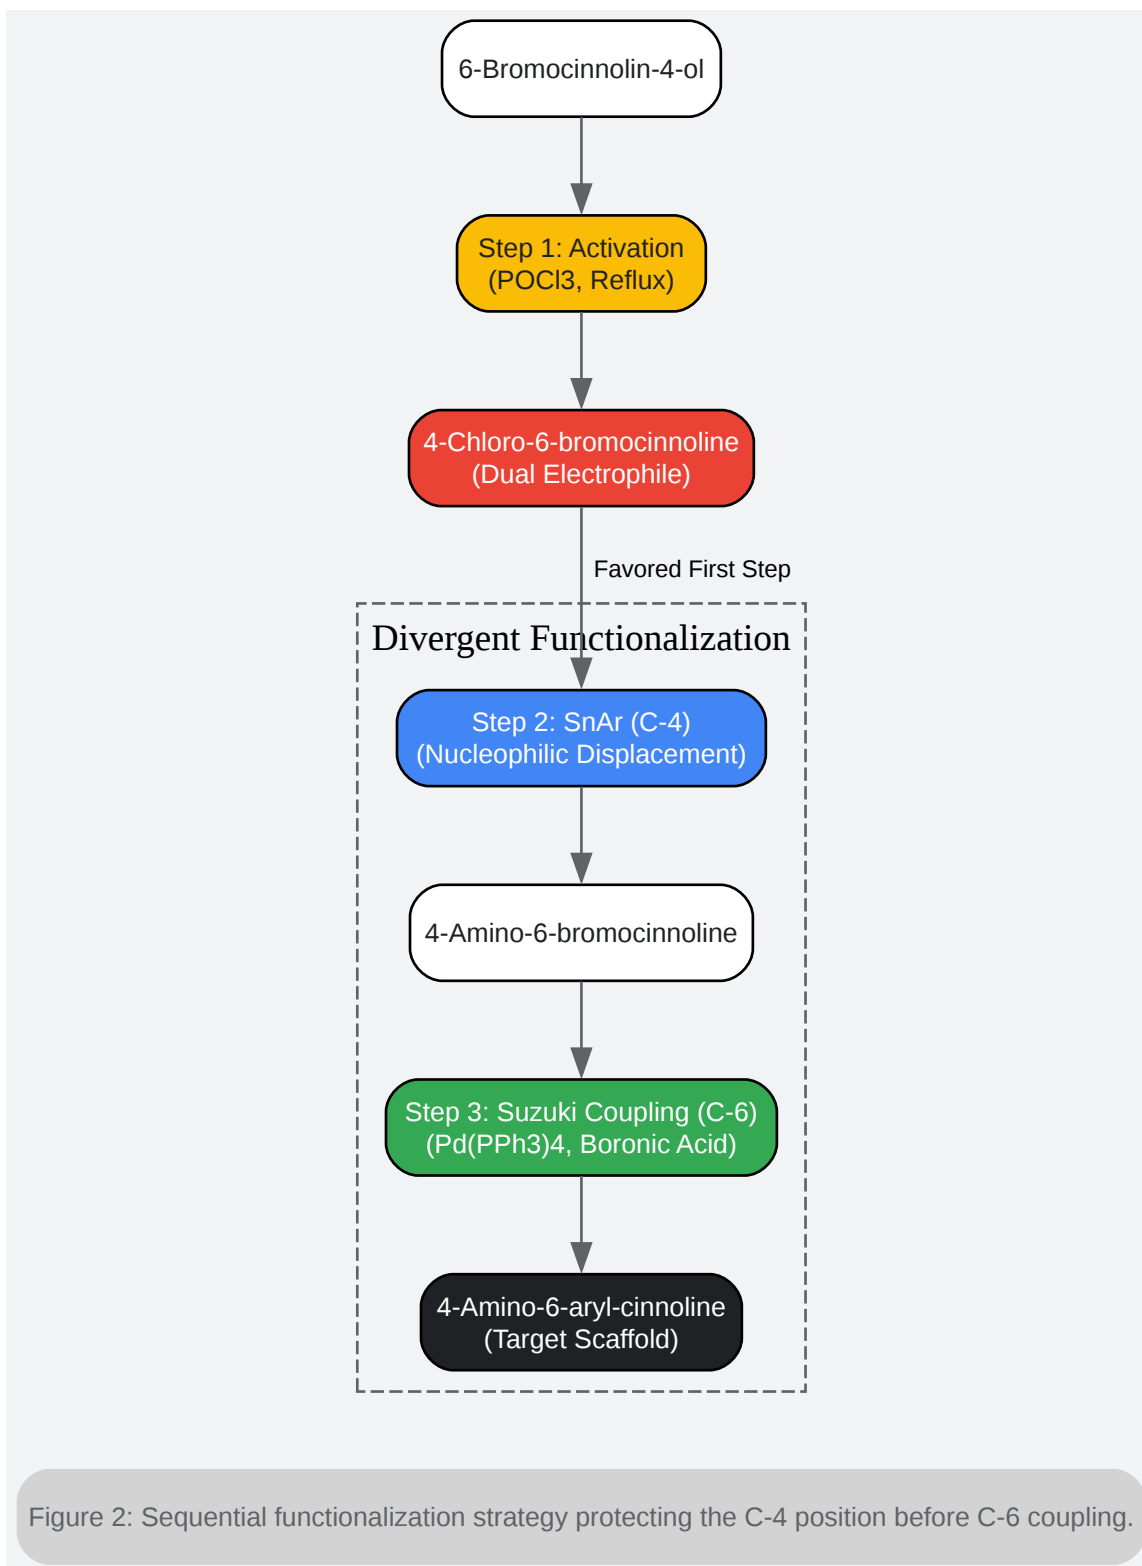 6-Bromocinnolin-4-ol
Step 1: Activation
(POCl3, Reflux)
4-Chloro-6-bromocinnoline
(Dual Electrophile)
Favored First Step
Divergent Functionalization
Step 2: SnAr (C-4)
(Nucleophilic Displacement)
4-Amino-6-bromocinnoline
Step 3: Suzuki Coupling (C-6)
(Pd(PPh3)4, Boronic Acid)
4-Amino-6-aryl-cinnoline
(Target Scaffold)
Figure 2: Sequential functionalization strategy protecting the C-4 position before C-6 coupling.